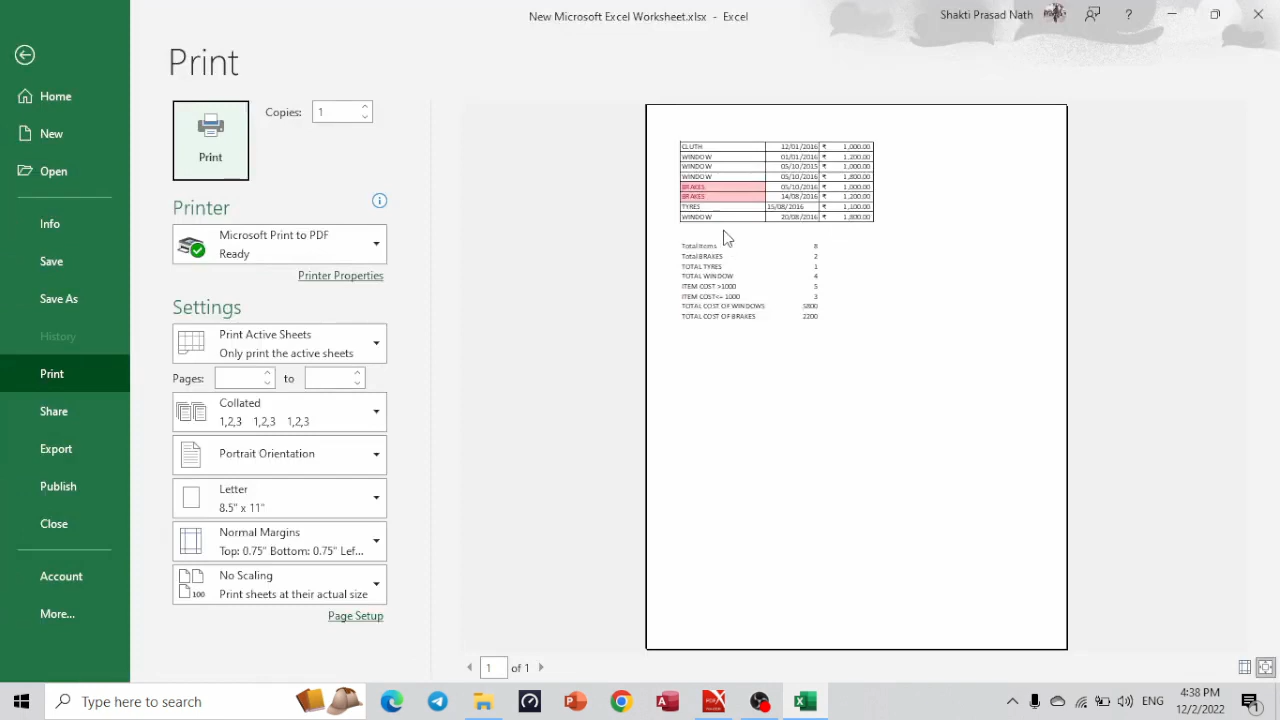 New Microsoft Excel Worksheet.xlsx - Excel
Shakti Prasad Nath
?
Print
Home
New
Open
Info
Save
Save As
History
Print
Share
Export
Publish
Close
Account
More...
Print
Copies: 1
Printer
Microsoft Print to PDF
Ready
Printer Properties
Settings
Print Active Sheets
Only print the active sheets
Pages: to
Collated
1,2,3 1,2,3 1,2,3
Portrait Orientation
Letter
8.5" x 11"
Normal Margins
Top: 0.75" Bottom: 0.75" Lef...
No Scaling
100 Print sheets at their actual size
Page Setup
CLUTH 12/01/2016 ₹ 1,000.00
WINDOW 01/01/2016 ₹ 1,200.00
WINDOW 05/10/2015 ₹ 1,000.00
WINDOW 05/10/2016 ₹ 1,800.00
BRAKES 05/10/2016 ₹ 1,000.00
BRAKES 14/08/2016 ₹ 1,200.00
TYRES 15/08/2016 ₹ 1,100.00
WINDOW 20/08/2016 ₹ 1,800.00
Total Items 8
Total BRAKES 2
TOTAL TYRES 1
TOTAL WINDOW 4
ITEM COST >1000 5
ITEM COST<= 1000 3
TOTAL COST OF WINDOWS 5800
TOTAL COST OF BRAKES 2200
1 of 1
Type here to search
ENG
4:38 PM
12/22/2022